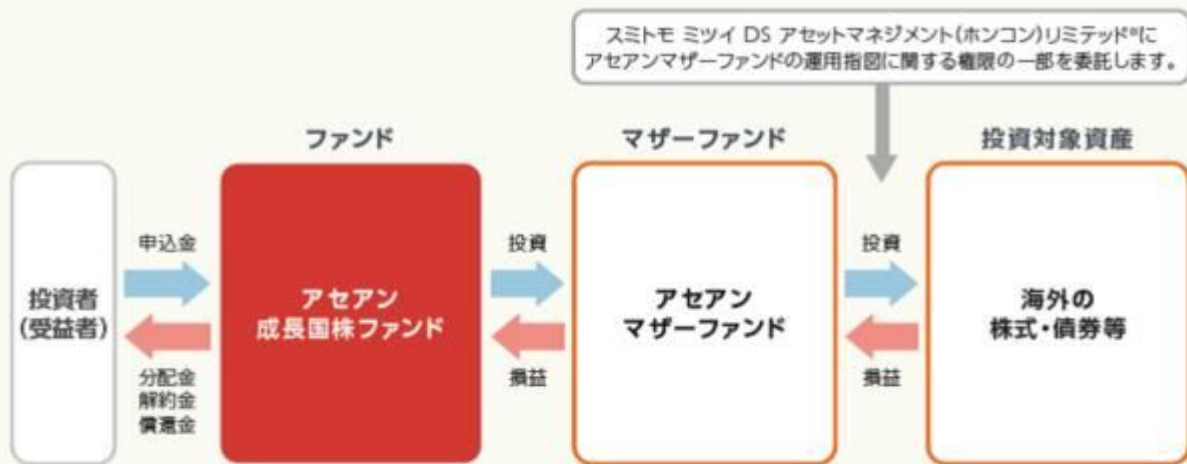 スミトモ ミツイ DS アセットマネジメント(ホンコン)リミテッド※に
アセアンマザーファンドの運用指図に関する権限の一部を委託します。
ファンド
マザーファンド
投資対象資産
投資者
(受益者)
申込金
分配金
解約金
償還金
アセアン
成長国株ファンド
投資
損益
アセアン
マザーファンド
投資
損益
海外の
株式・債券等